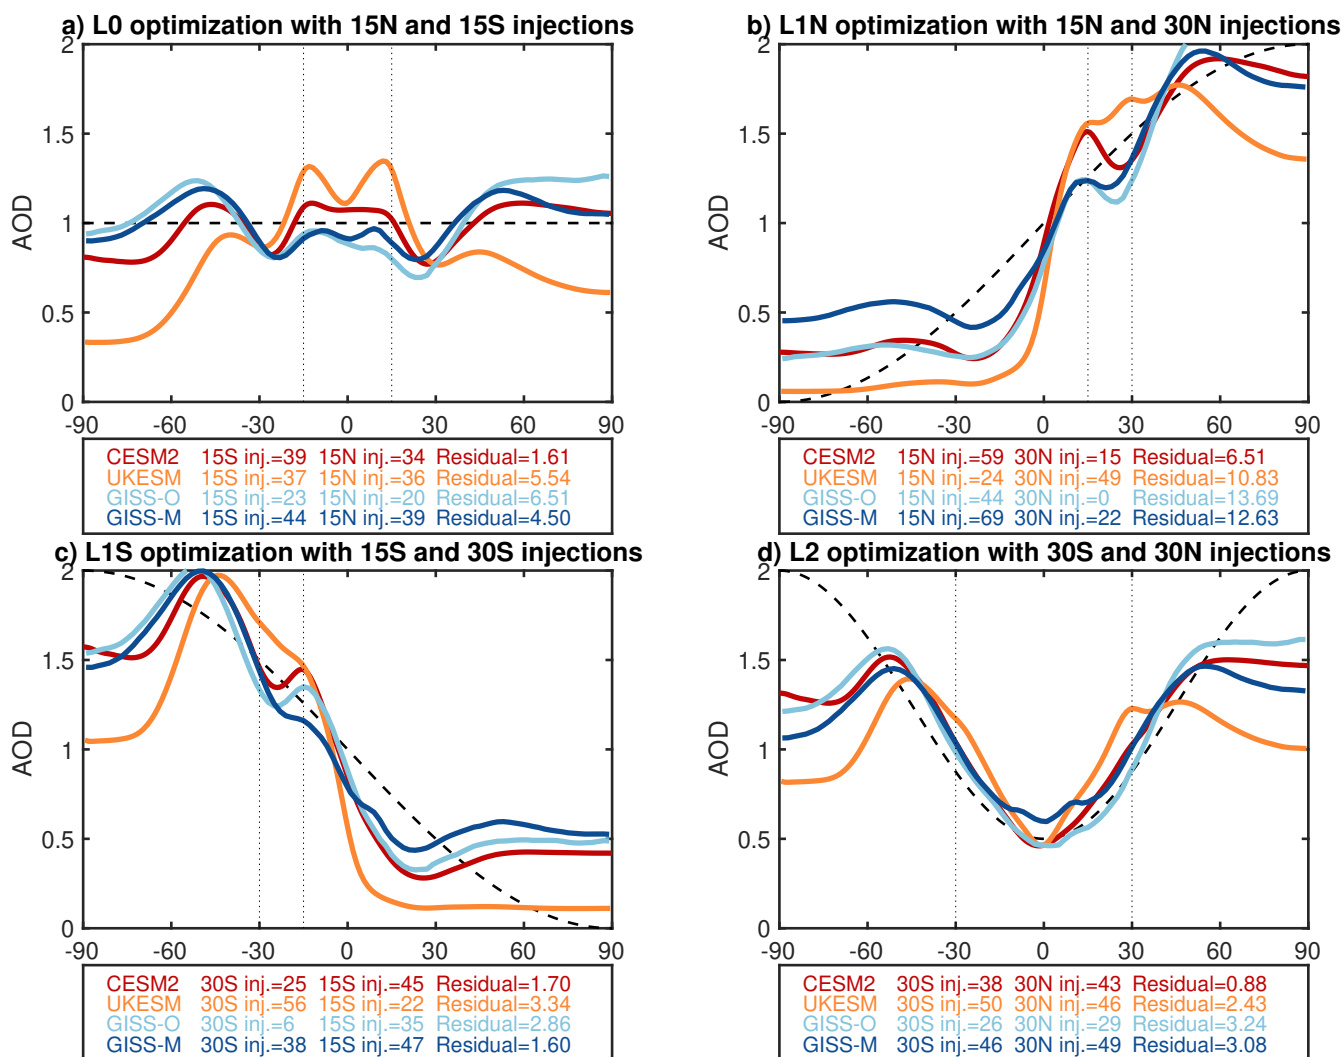 a) L0 optimization with 15N and 15S injections
2
1.5
1
0.5
0
AOD
-90 -60 -30 0 30 60 90
CESM2 15S inj.=39 15N inj.=34 Residual=1.61
UKESM 15S inj.=37 15N inj.=36 Residual=5.54
GISS-O 15S inj.=23 15N inj.=20 Residual=6.51
GISS-M 15S inj.=44 15N inj.=39 Residual=4.50
b) L1N optimization with 15N and 30N injections
2
1.5
1
0.5
0
AOD
-90 -60 -30 0 30 60 90
CESM2 15N inj.=59 30N inj.=15 Residual=6.51
UKESM 15N inj.=24 30N inj.=49 Residual=10.83
GISS-O 15N inj.=44 30N inj.=0 Residual=13.69
GISS-M 15N inj.=69 30N inj.=22 Residual=12.63
c) L1S optimization with 15S and 30S injections
2
1.5
1
0.5
0
AOD
-90 -60 -30 0 30 60 90
CESM2 30S inj.=25 15S inj.=45 Residual=1.70
UKESM 30S inj.=56 15S inj.=22 Residual=3.34
GISS-O 30S inj.=6 15S inj.=35 Residual=2.86
GISS-M 30S inj.=38 15S inj.=47 Residual=1.60
d) L2 optimization with 30S and 30N injections
2
1.5
1
0.5
0
AOD
-90 -60 -30 0 30 60 90
CESM2 30S inj.=38 30N inj.=43 Residual=0.88
UKESM 30S inj.=50 30N inj.=46 Residual=2.43
GISS-O 30S inj.=26 30N inj.=29 Residual=3.24
GISS-M 30S inj.=46 30N inj.=49 Residual=3.08